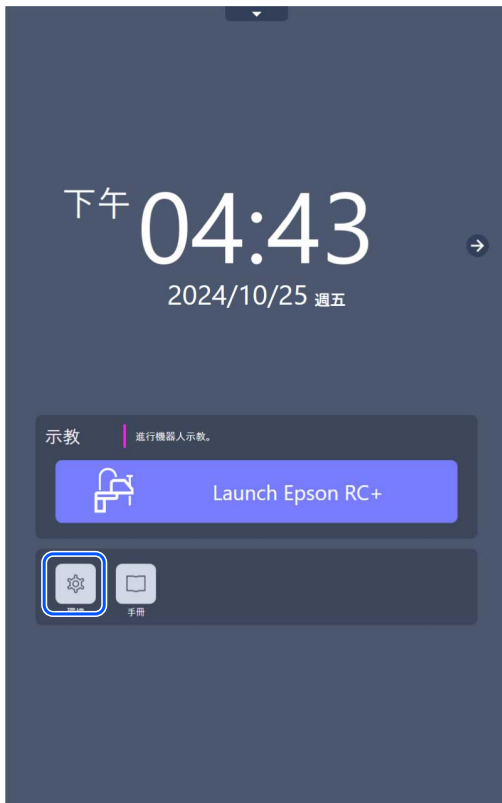 下午 04:43
2024/10/25 週五
示教
進行機器人示教。
Launch Epson RC+
手冊